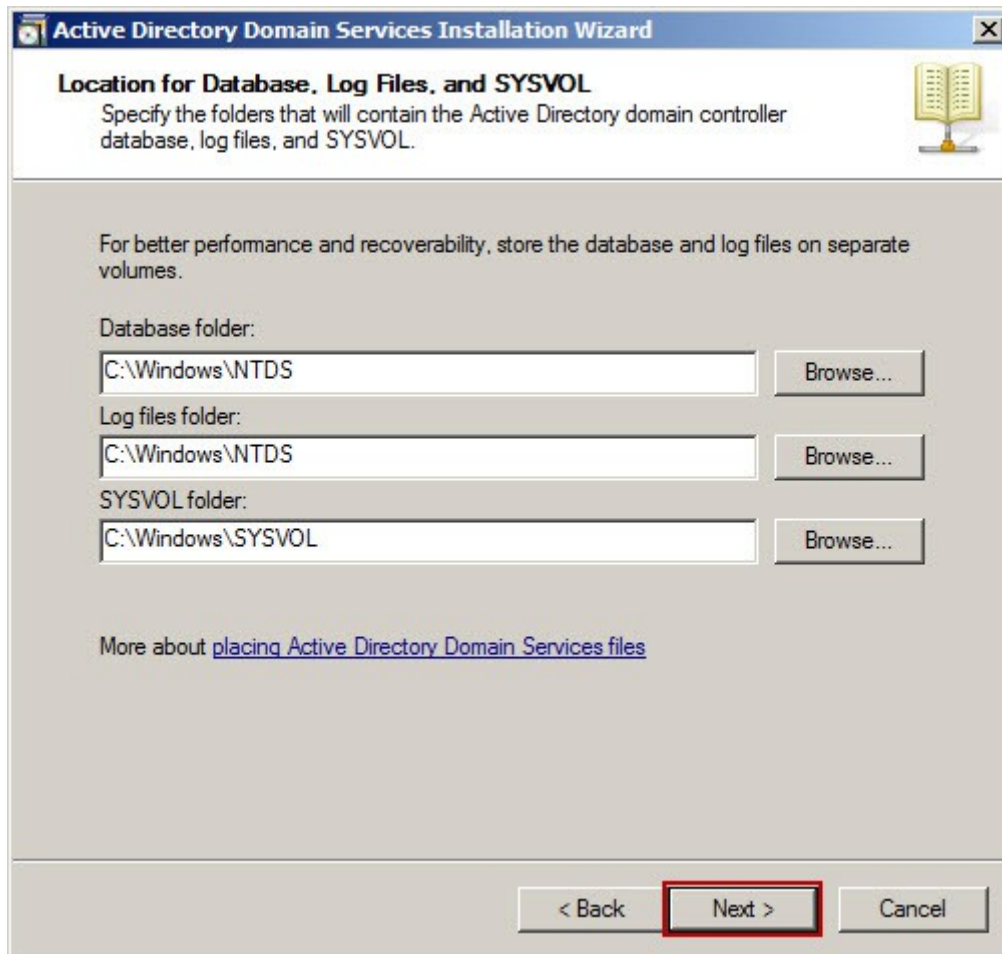 Active Directory Domain Services Installation Wizard
Location for Database, Log Files, and SYSVOL
Specify the folders that will contain the Active Directory domain controller
database, log files, and SYSVOL.
For better performance and recoverability, store the database and log files on separate
volumes.
Database folder:
C:\Windows\NTDS
Browse...
Log files folder:
C:\Windows\NTDS
Browse...
SYSVOL folder:
C:\Windows\SYSVOL
Browse...
More about placing Active Directory Domain Services files
< Back
Next >
Cancel